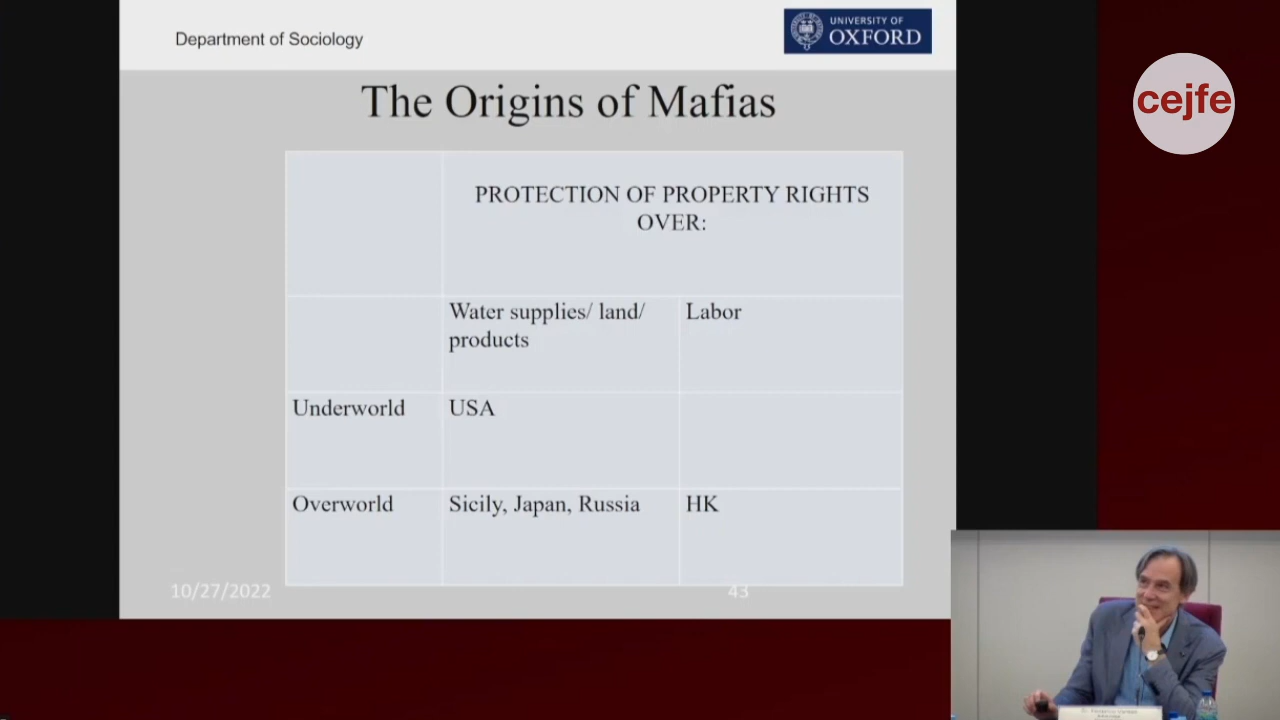 Department of Sociology
UNIVERSITY OF
OXFORD
cejfe
The Origins of Mafias
PROTECTION OF PROPERTY RIGHTS
OVER:
Water supplies/ land/
products
Labor
Underworld
USA
Overworld
Sicily, Japan, Russia
HK
10/27/2022
43